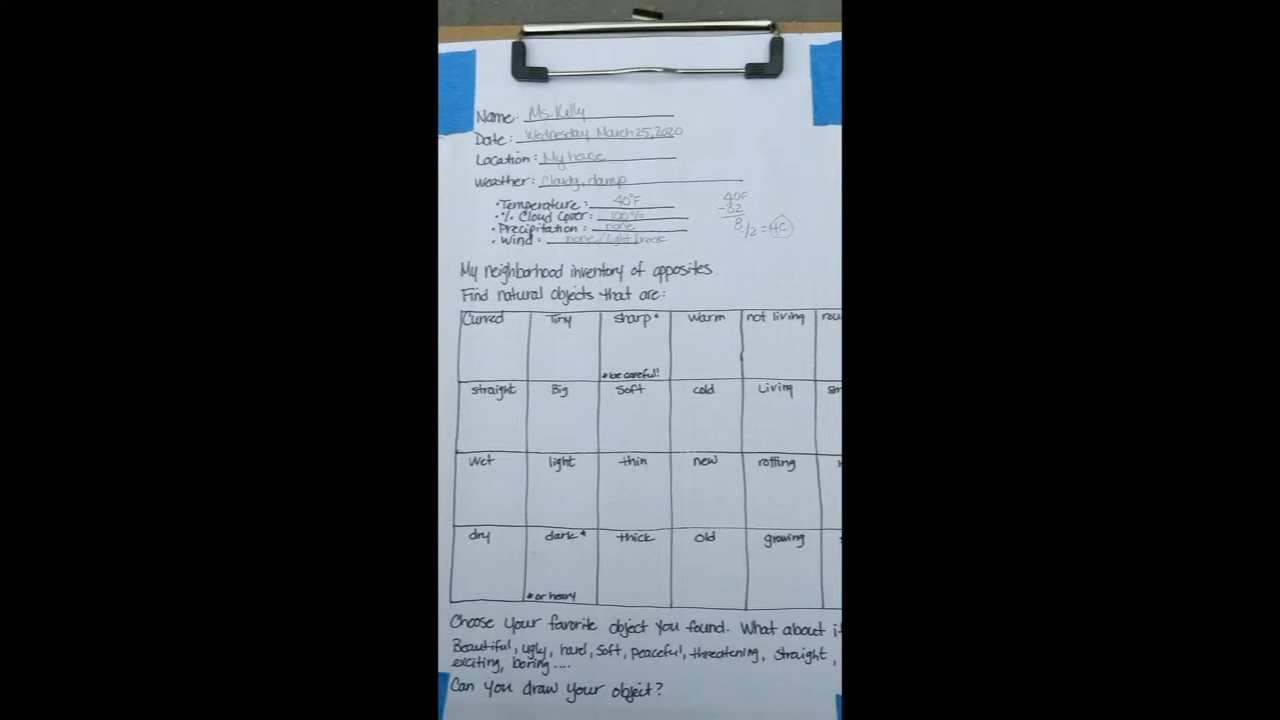 Name: Ms. Kelly
Date: Wednesday March 25, 2020
Location: My house
Weather: Cloudy, damp
• Temperature: 40°F
• % Cloud Cover: 100%
• Precipitation: none
• Wind: none/light breeze
40F
-32
8/2 = 4C
My neighborhood inventory of opposites
Find natural objects that are:
Curved Tiny sharp* warm not living
*be careful!
straight Big Soft cold Living
wet light thin new rotting
dry dark* thick old growing
*or heavy
Choose your favorite object you found. What about
Beautiful, ugly, hard, soft, peaceful, threatening, straight,
exciting, boring....
Can you draw your object?